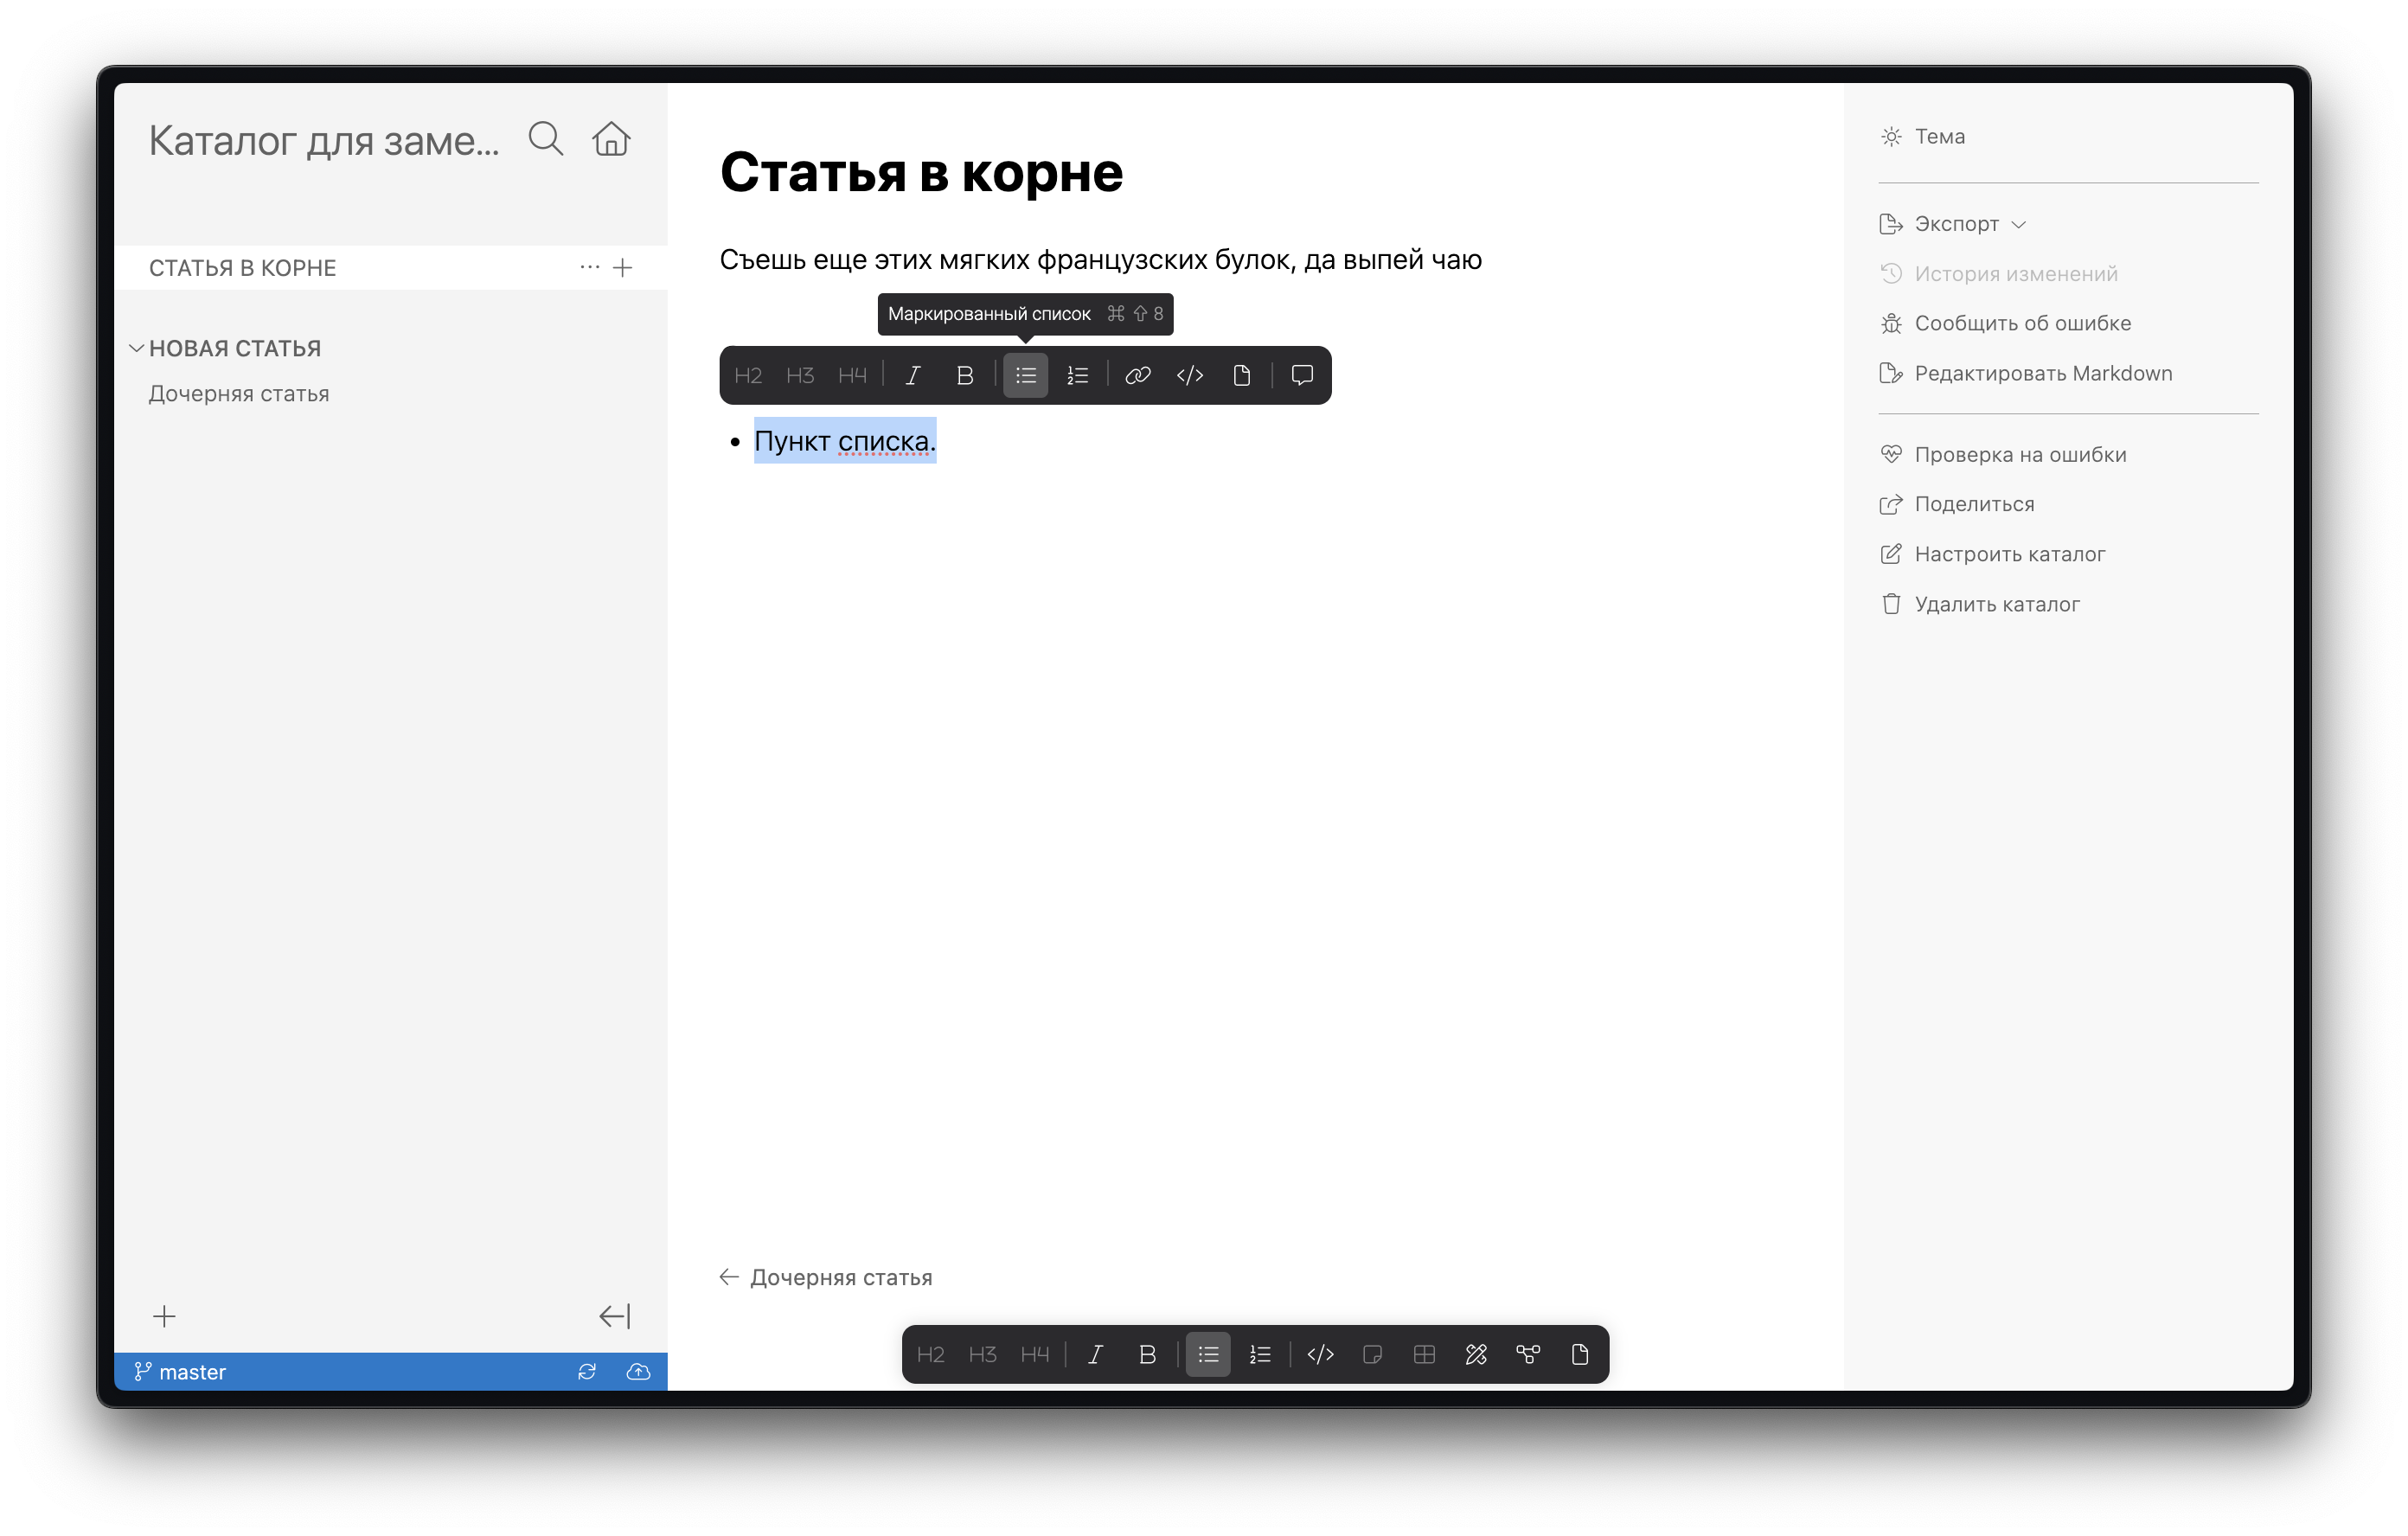 Каталог для заме...
СТАТЬЯ В КОРНЕ
НОВАЯ СТАТЬЯ
Дочерняя статья
master
Статья в корне
Съешь еще этих мягких французских булок, да выпей чаю
Маркированный список ⌘ ⇧ 8
H2 H3 H4 I B
Пункт списка.
← Дочерняя статья
H2 H3 H4 I B
Тема
Экспорт
История изменений
Сообщить об ошибке
Редактировать Markdown
Проверка на ошибки
Поделиться
Настроить каталог
Удалить каталог